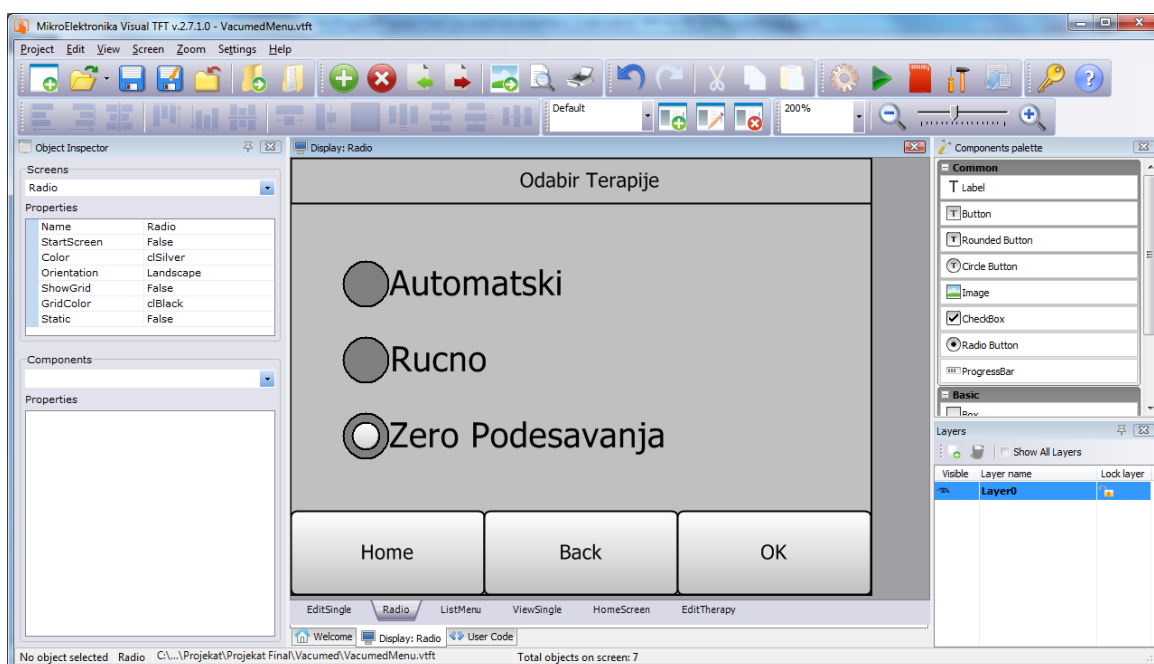 MikroElektronika Visual TFT v.2.7.1.0 - VacumedMenu.vtft
Project Edit View Screen Zoom Settings Help
Default
200%
Object Inspector
Screens
Radio
Properties
Name Radio
StartScreen False
Color clSilver
Orientation Landscape
ShowGrid False
GridColor clBlack
Static False
Components
Properties
Display: Radio
Odabir Terapije
Automatski
Rucno
Zero Podesavanja
Home Back OK
EditSingle Radio ListMenu ViewSingle HomeScreen EditTherapy
Welcome Display: Radio User Code
Components palette
Common
T Label
T Button
T Rounded Button
T Circle Button
Image
CheckBox
Radio Button
ProgressBar
Basic
Box
Layers
Show All Layers
Visible Layer name Lock layer
Layer0
No object selected Radio C:\...\Projekat\Projekat Final\Vacumed\VacumedMenu.vtft Total objects on screen: 7